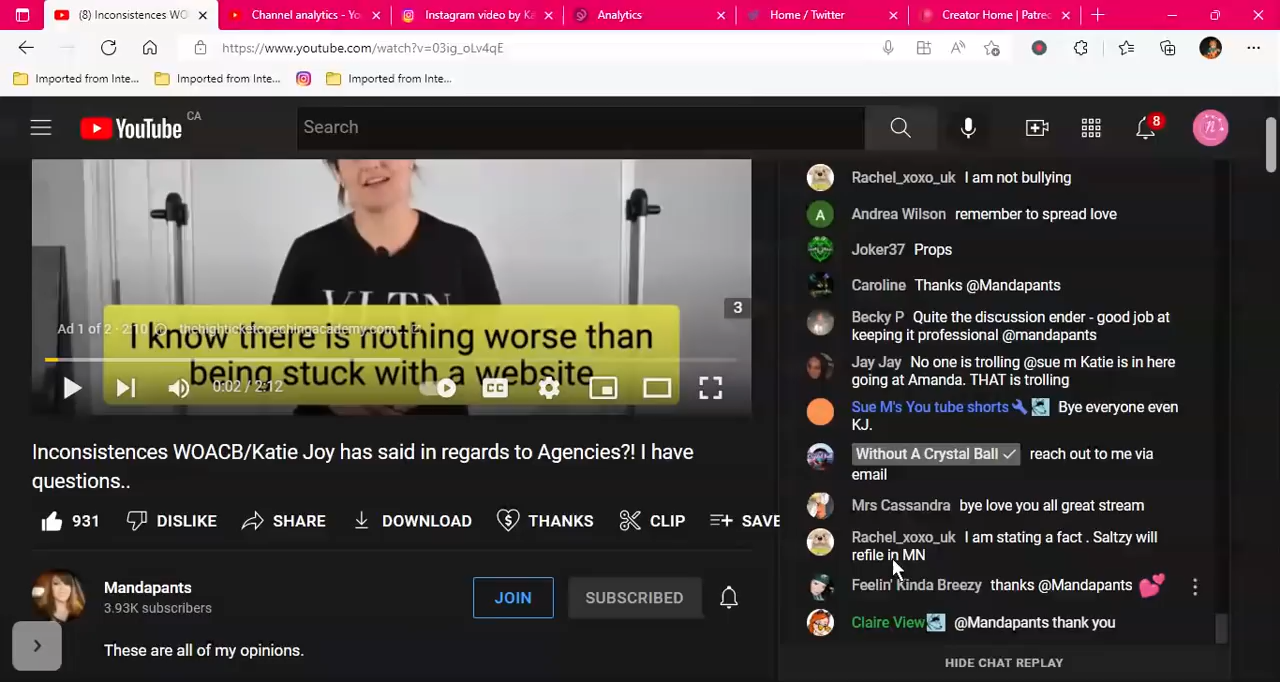 (8) Inconsistences WOA
Channel analytics - Yo
Instagram video by Ka
Analytics
Home / Twitter
Creator Home | Patre
https://www.youtube.com/watch?v=03ig_oLv4qE
Imported from Inte...
Imported from Inte...
Imported from Inte...
YouTube CA
Search
8
3
Ad 1 of 2 · 2:10 thehighticketcoachingacademy.com
I know there is nothing worse than
being stuck with a website
0:02 / 2:12
CC
Inconsistences WOACB/Katie Joy has said in regards to Agencies?! I have
questions..
931 DISLIKE SHARE DOWNLOAD THANKS CLIP SAVE
Mandapants
3.93K subscribers
JOIN
SUBSCRIBED
These are all of my opinions.
Rachel_xoxo_uk I am not bullying
A Andrea Wilson remember to spread love
Joker37 Props
Caroline Thanks @Mandapants
Becky P Quite the discussion ender - good job at
keeping it professional @mandapants
Jay Jay No one is trolling @sue m Katie is in here
going at Amanda. THAT is trolling
Sue M's You tube shorts Bye everyone even
KJ.
Without A Crystal Ball reach out to me via
email
Mrs Cassandra bye love you all great stream
Rachel_xoxo_uk I am stating a fact . Saltzy will
refile in MN
Feelin' Kinda Breezy thanks @Mandapants
Claire View @Mandapants thank you
HIDE CHAT REPLAY